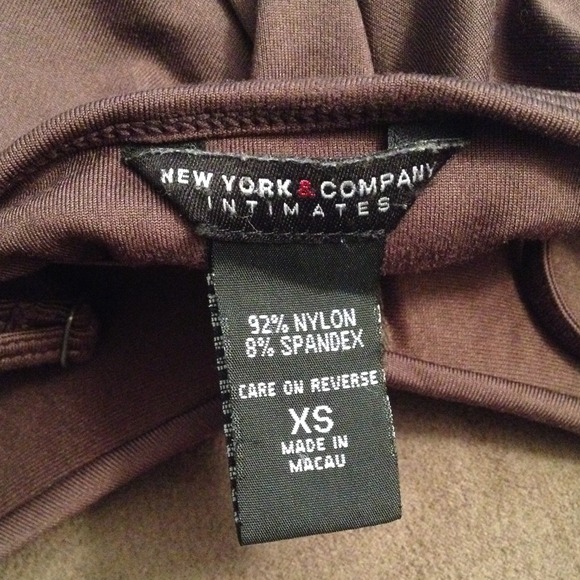 NEW YORK & COMPANY
INTIMATES
92% NYLON
8% SPANDEX
CARE ON REVERSE
XS
MADE IN
MACAU